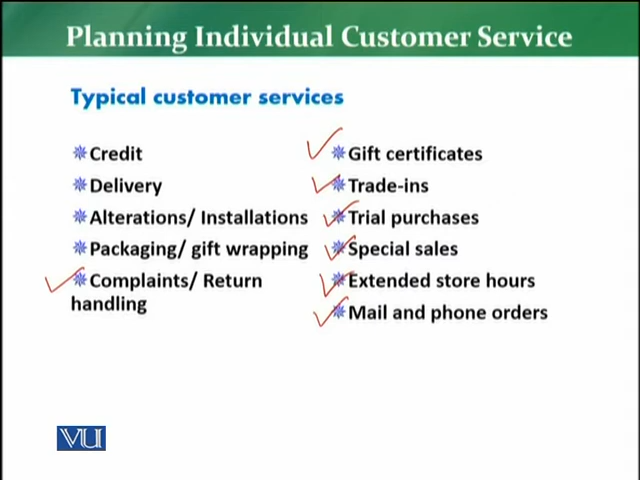 Planning Individual Customer Service
Typical customer services
Credit
Delivery
Alterations/ Installations
Packaging/ gift wrapping
Complaints/ Return
handling
Gift certificates
Trade-ins
Trial purchases
Special sales
Extended store hours
Mail and phone orders
VU